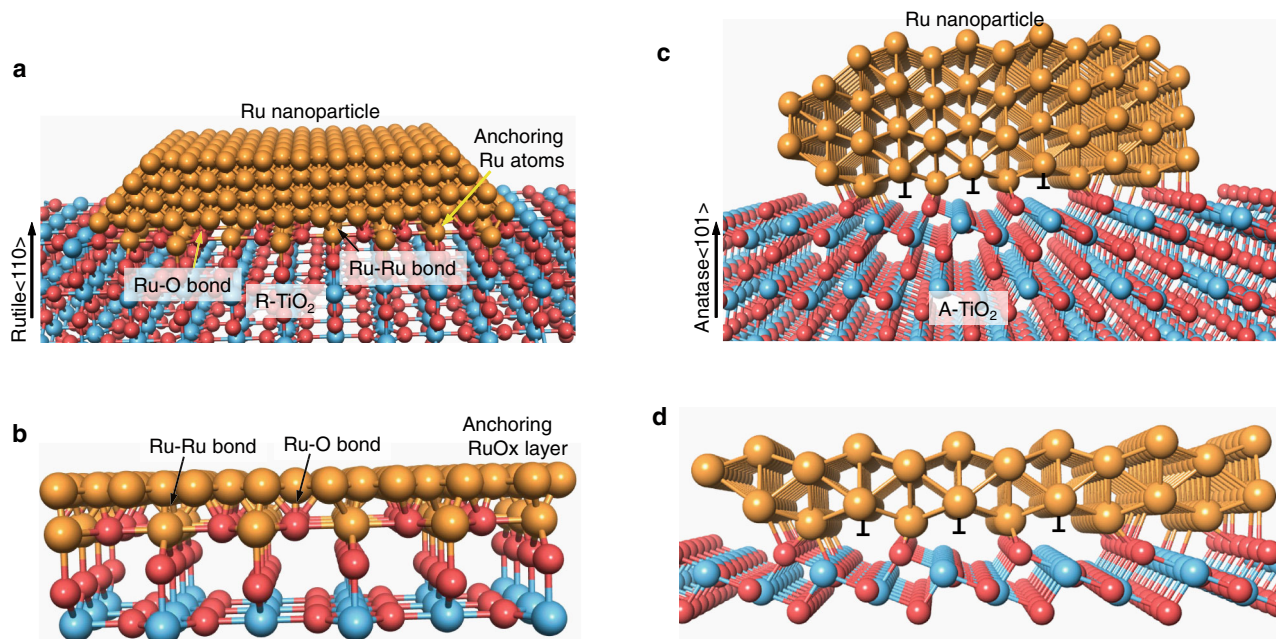 a
Ru nanoparticle
Anchoring
Ru atoms
Rutile<110>
Ru-O bond
R-TiO₂
Ru-Ru bond
b
Ru-Ru bond
Ru-O bond
Anchoring
RuOx layer
c
Ru nanoparticle
Anatase<101>
A-TiO₂
d